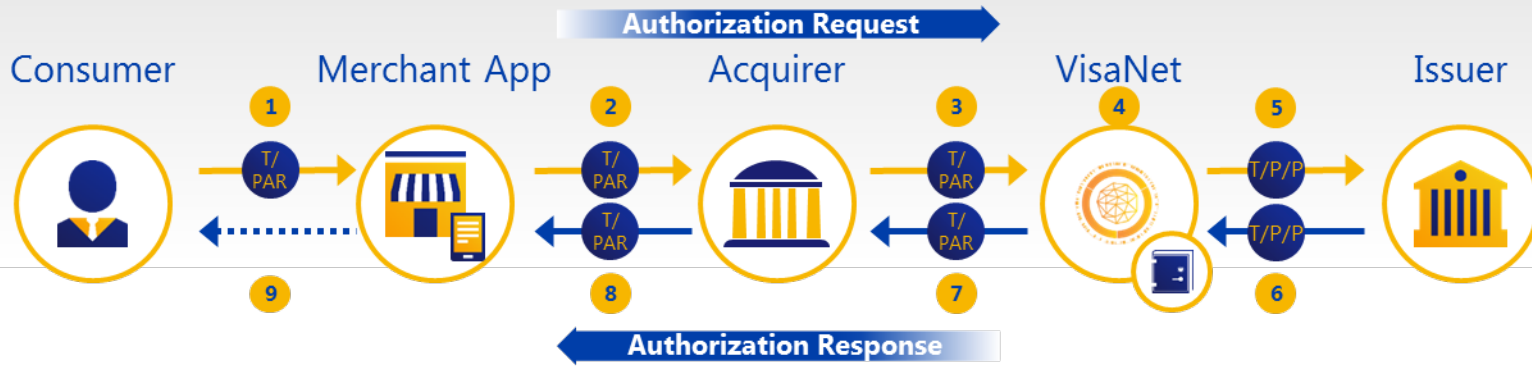 Authorization Request
Consumer
Merchant App
Acquirer
VisaNet
Issuer
1
2
3
4
5
T/
PAR
T/
PAR
T/
PAR
T/P/P
T/
PAR
T/
PAR
T/P/P
9
8
7
6
Authorization Response